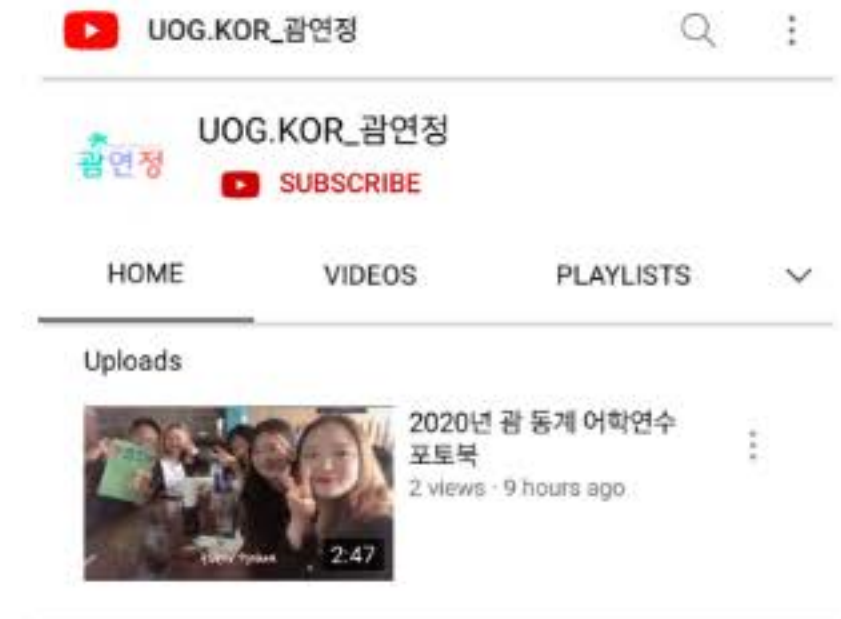 UOG.KOR_괌연정
괌연정
UOG.KOR_괌연정
SUBSCRIBE
HOME
VIDEOS
PLAYLISTS
Uploads
2020년 괌 동계 어학연수
포토북
2 views · 9 hours ago
2:47